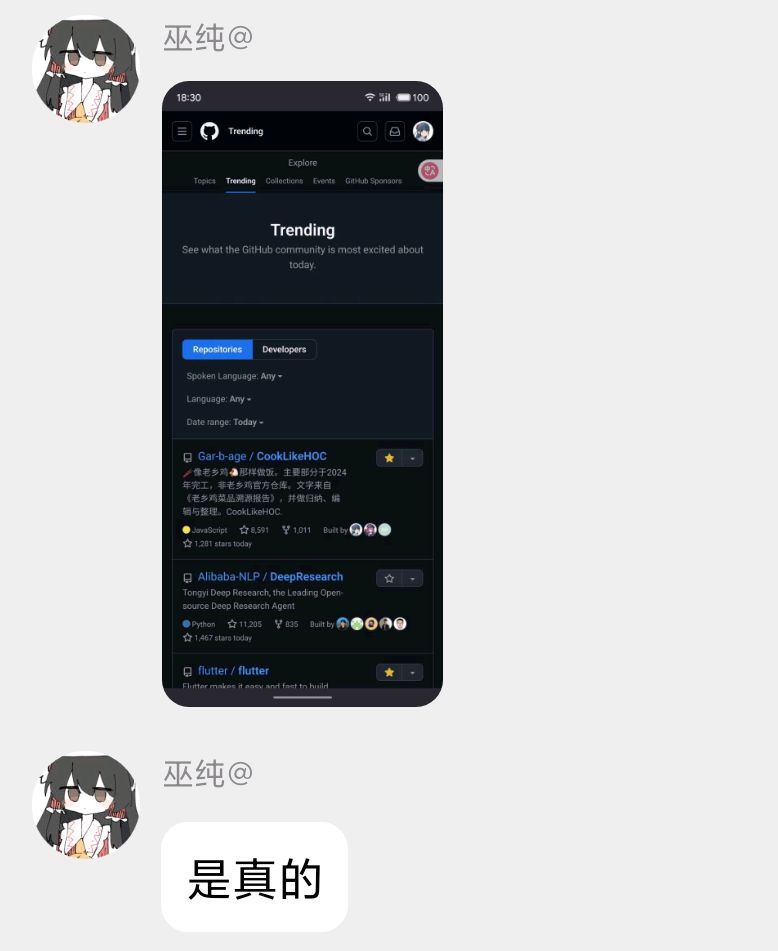 巫纯@
18:30
100
Trending
Explore
Topics Trending Collections Events GitHub Sponsors
Trending
See what the GitHub community is most excited about
today.
Repositories Developers
Spoken Language: Any
Language: Any
Date range: Today
Gar-b-age / CookLikeHOC
🥢像老乡鸡🐔那样做饭。主要部分于2024
年完工，非老乡鸡官方仓库。文字来自
《老乡鸡菜品溯源报告》，并做归纳、编
辑与整理。CookLikeHOC.
JavaScript 8,591 1,011 Built by
1,281 stars today
Alibaba-NLP / DeepResearch
Tongyi Deep Research, the Leading Open-
source Deep Research Agent
Python 11,205 835 Built by
1,467 stars today
flutter / flutter
Flutter makes it easy and fast to build
巫纯@
是真的